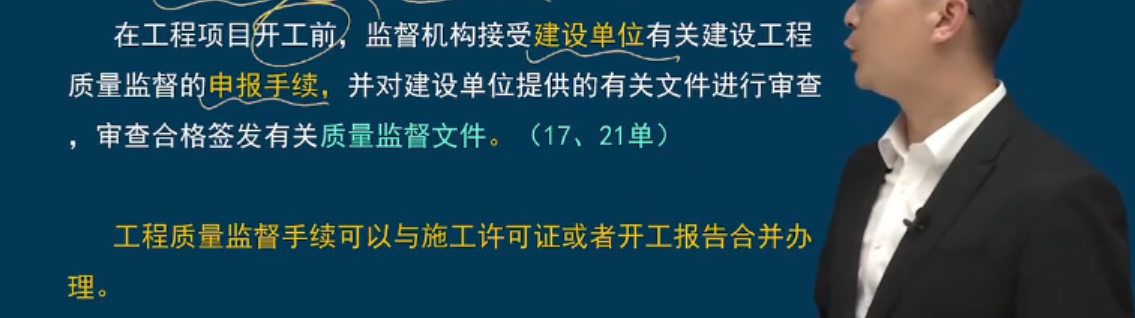 在工程项目开工前，监督机构接受建设单位有关建设工程
质量监督的申报手续，并对建设单位提供的有关文件进行审查
，审查合格签发有关质量监督文件。（17、21单）
工程质量监督手续可以与施工许可证或者开工报告合并办
理。